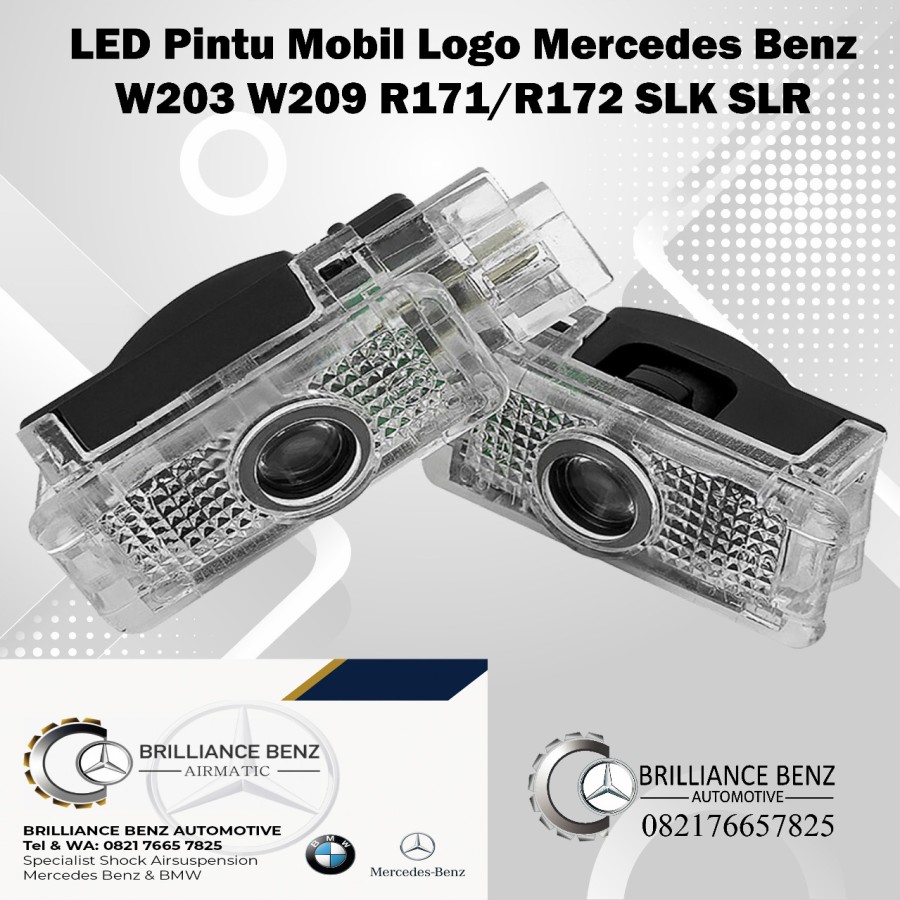 LED Pintu Mobil Logo Mercedes Benz
W203 W209 R171/R172 SLK SLR
BRILLIANCE BENZ
AIRMATIC
BRILLIANCE BENZ AUTOMOTIVE
Tel & WA: 0821 7665 7825
Specialist Shock Airsuspension
Mercedes Benz & BMW
BMW
Mercedes-Benz
BRILLIANCE BENZ
AUTOMOTIVE
082176657825